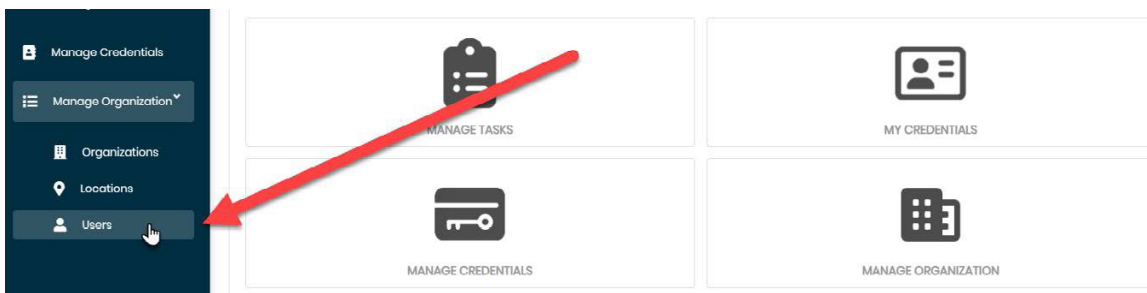 Manage Credentials
Manage Organization
Organizations
Locations
Users
MANAGE TASKS
MY CREDENTIALS
MANAGE CREDENTIALS
MANAGE ORGANIZATION